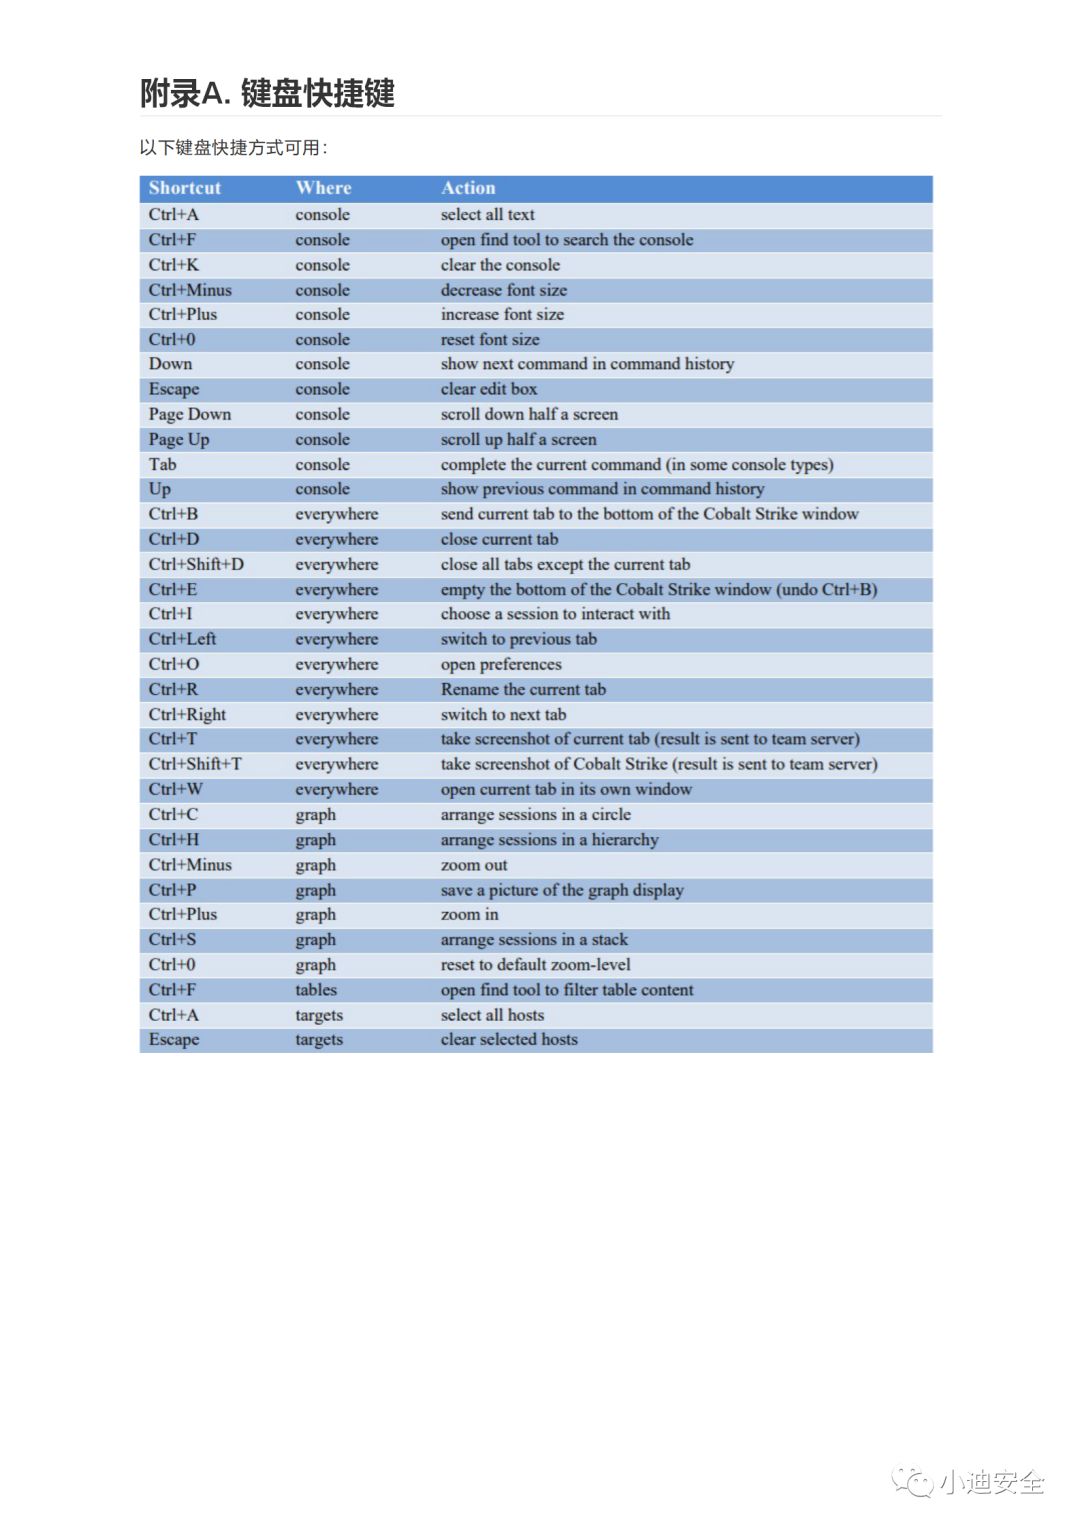 附录A. 键盘快捷键
以下键盘快捷方式可用：
Shortcut Where Action
Ctrl+A console select all text
Ctrl+F console open find tool to search the console
Ctrl+K console clear the console
Ctrl+Minus console decrease font size
Ctrl+Plus console increase font size
Ctrl+0 console reset font size
Down console show next command in command history
Escape console clear edit box
Page Down console scroll down half a screen
Page Up console scroll up half a screen
Tab console complete the current command (in some console types)
Up console show previous command in command history
Ctrl+B everywhere send current tab to the bottom of the Cobalt Strike window
Ctrl+D everywhere close current tab
Ctrl+Shift+D everywhere close all tabs except the current tab
Ctrl+E everywhere empty the bottom of the Cobalt Strike window (undo Ctrl+B)
Ctrl+I everywhere choose a session to interact with
Ctrl+Left everywhere switch to previous tab
Ctrl+O everywhere open preferences
Ctrl+R everywhere Rename the current tab
Ctrl+Right everywhere switch to next tab
Ctrl+T everywhere take screenshot of current tab (result is sent to team server)
Ctrl+Shift+T everywhere take screenshot of Cobalt Strike (result is sent to team server)
Ctrl+W everywhere open current tab in its own window
Ctrl+C graph arrange sessions in a circle
Ctrl+H graph arrange sessions in a hierarchy
Ctrl+Minus graph zoom out
Ctrl+P graph save a picture of the graph display
Ctrl+Plus graph zoom in
Ctrl+S graph arrange sessions in a stack
Ctrl+0 graph reset to default zoom-level
Ctrl+F tables open find tool to filter table content
Ctrl+A targets select all hosts
Escape targets clear selected hosts
小迪安全